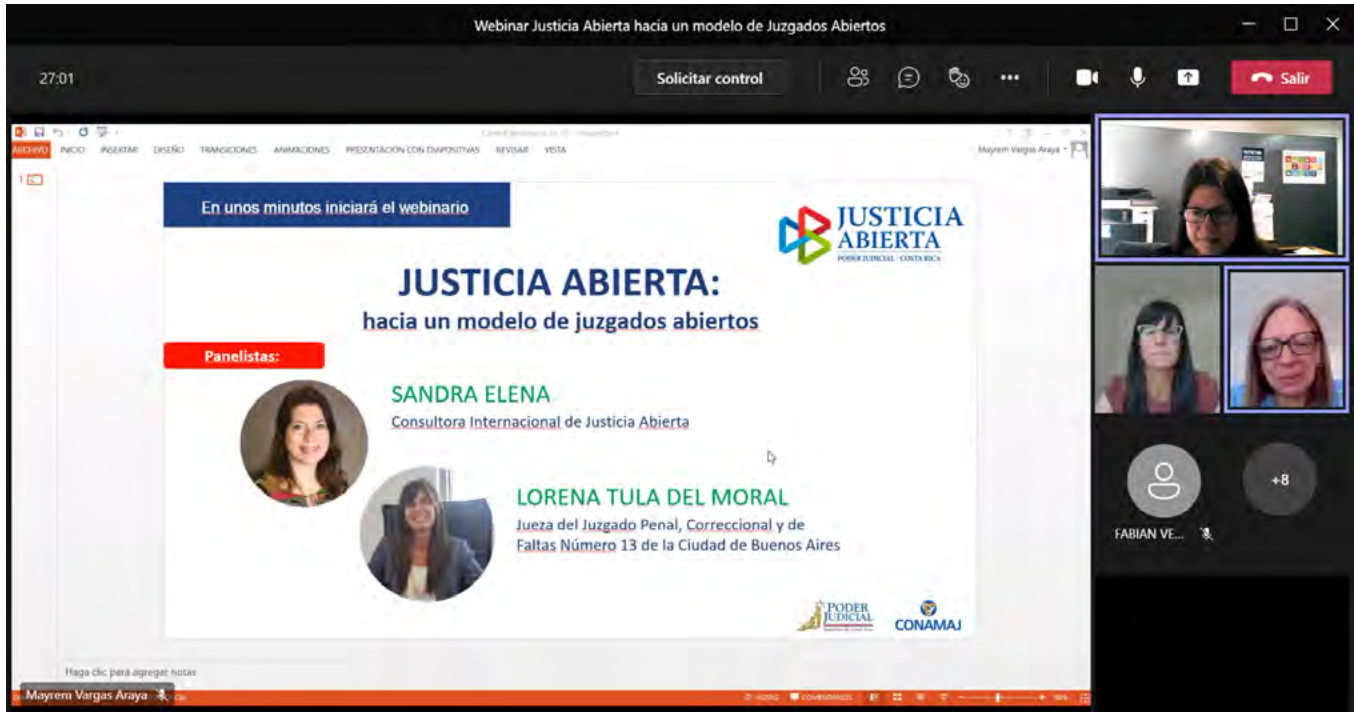 Webinar Justicia Abierta hacia un modelo de Juzgados Abiertos
27:01
Solicitar control
Salir
ARCHIVO INICIO INSERTAR DISEÑO TRANSICIONES ANIMACIONES PRESENTACIÓN CON DIAPOSITIVAS REVISAR VISTA
Mayrem Vargas Araya
1
En unos minutos iniciará el webinario
JUSTICIA
ABIERTA
PODER JUDICIAL · COSTA RICA
JUSTICIA ABIERTA:
hacia un modelo de juzgados abiertos
Panelistas:
SANDRA ELENA
Consultora Internacional de Justicia Abierta
LORENA TULA DEL MORAL
Jueza del Juzgado Penal, Correccional y de
Faltas Número 13 de la Ciudad de Buenos Aires
PODER
JUDICIAL
CONAMAJ
+8
FABIAN VE...
Haga clic para agregar notas
Mayrem Vargas Araya
NOTAS COMENTARIOS